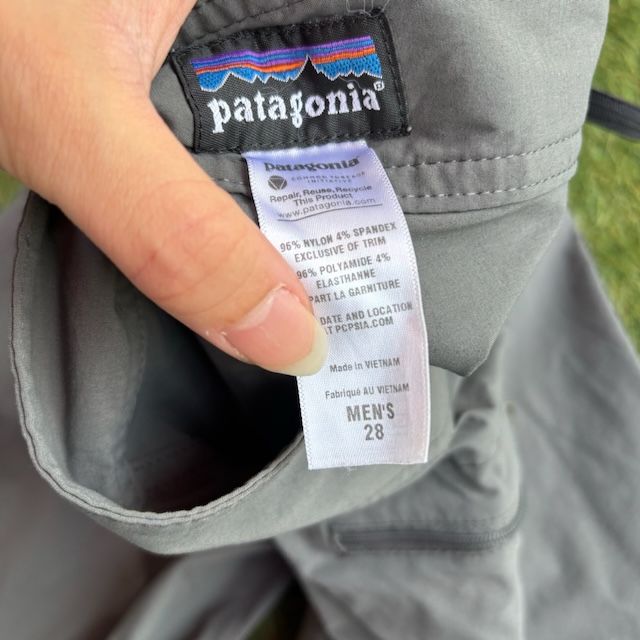 patagonia®
patagonia
COMMON THREADS
INITIATIVE
Repair, Reuse, Recycle
This Product
www.patagonia.com
96% NYLON 4% SPANDEX
EXCLUSIVE OF TRIM
96% POLYAMIDE 4%
ELASTHANNE
PART LA GARNITURE
DATE AND LOCATION
AT PCPSIA.COM
Made in VIETNAM
Fabriqué AU VIETNAM
MEN'S
28